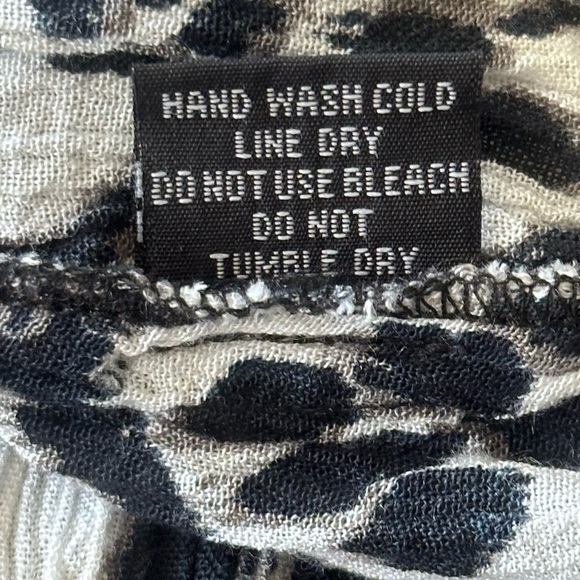 HAND WASH COLD
LINE DRY
DO NOT USE BLEACH
DO NOT
TUMBLE DRY